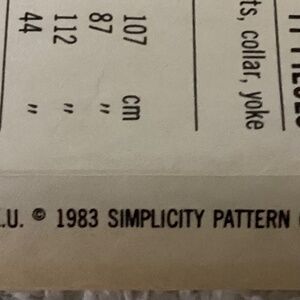 ts, collar, yoke
107 cm
87 "
112 "
44 "
.U. © 1983 SIMPLICITY PATTERN